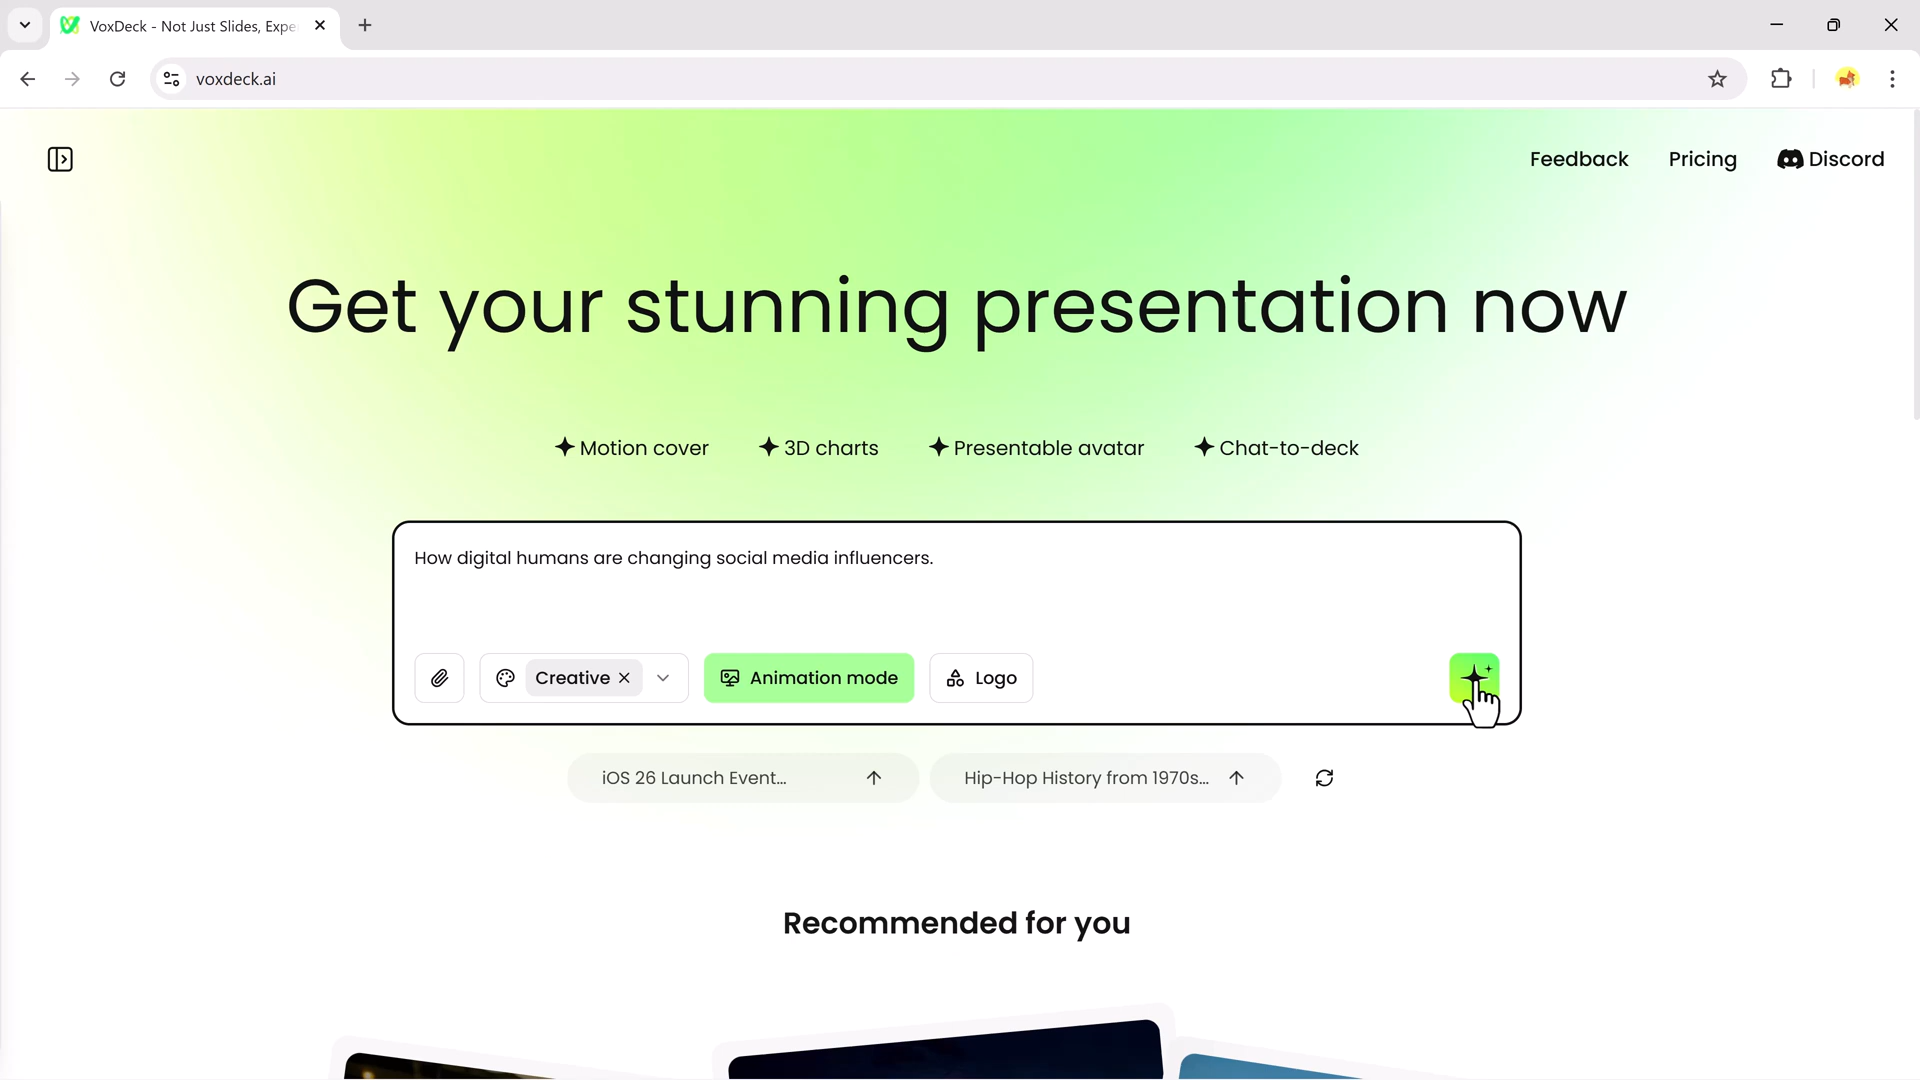 VoxDeck - Not Just Slides, Expe
voxdeck.ai
Feedback
Pricing
Discord
Get your stunning presentation now
Motion cover
3D charts
Presentable avatar
Chat-to-deck
How digital humans are changing social media influencers.
Creative
Animation mode
Logo
iOS 26 Launch Event...
Hip-Hop History from 1970s...
Recommended for you